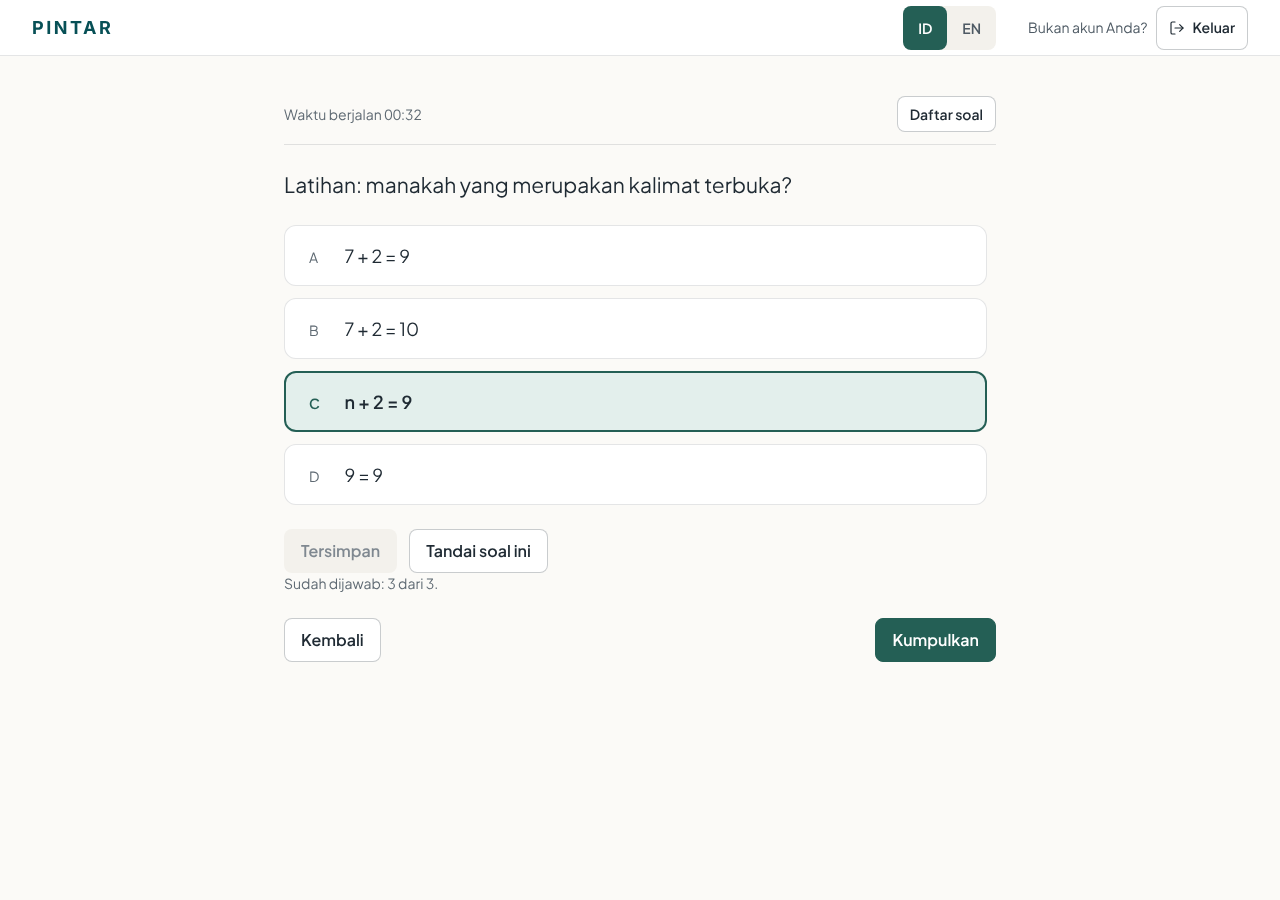 PINTAR
ID EN Bukan akun Anda? Keluar
Waktu berjalan 00:32 Daftar soal
Latihan: manakah yang merupakan kalimat terbuka?
A 7 + 2 = 9
B 7 + 2 = 10
C n + 2 = 9
D 9 = 9
Tersimpan Tandai soal ini
Sudah dijawab: 3 dari 3.
Kembali Kumpulkan